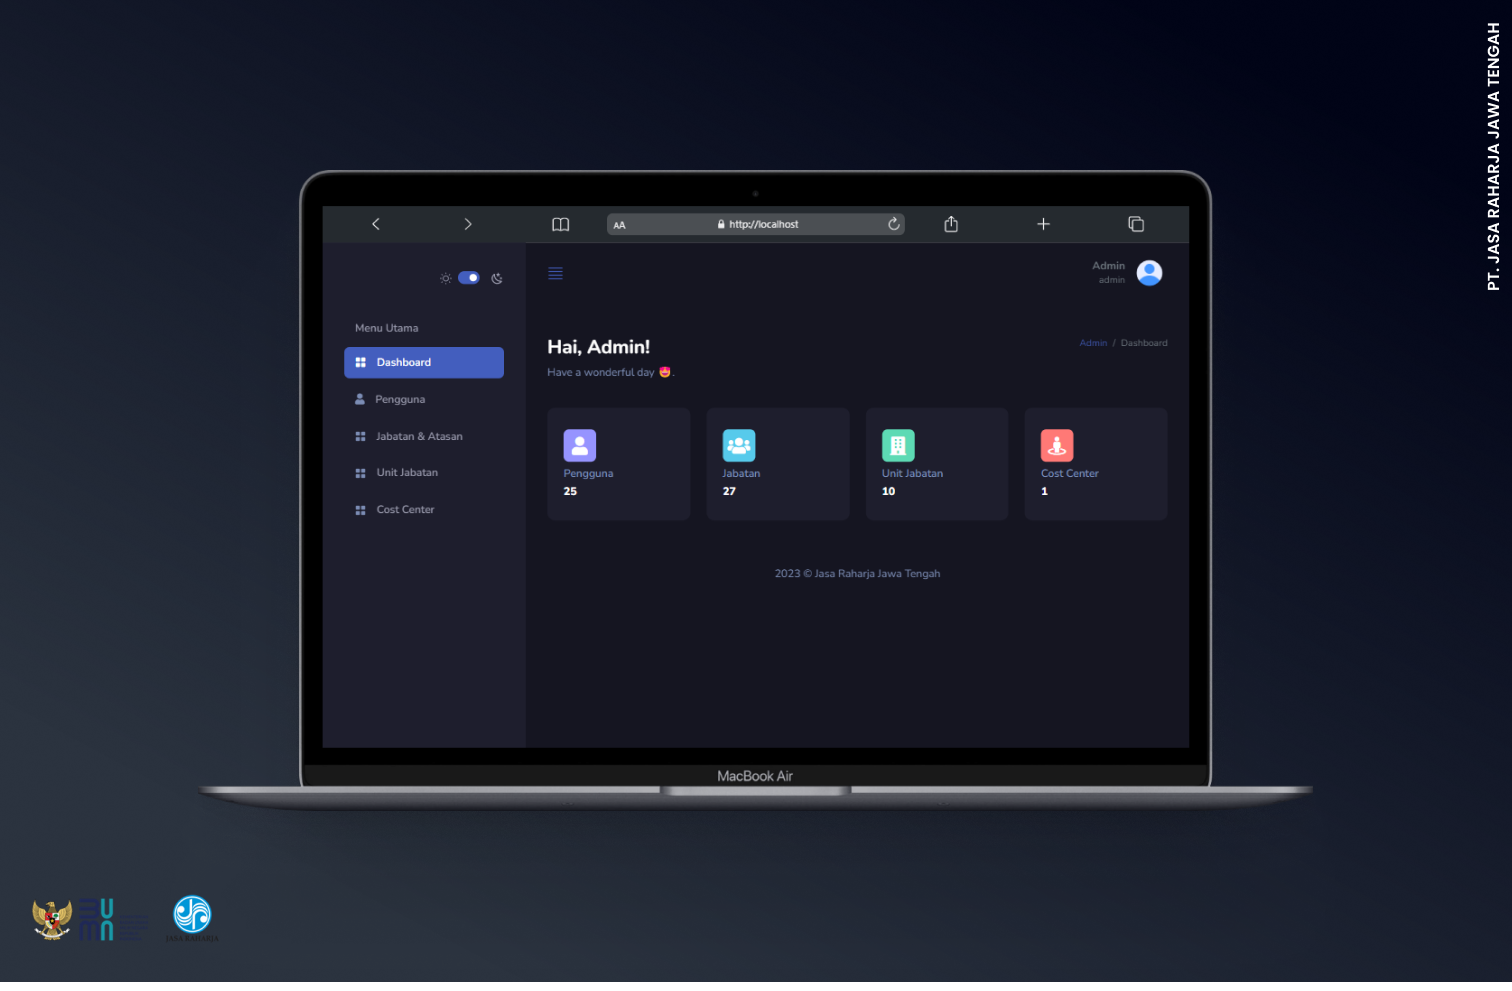 PT. JASA RAHARJA JAWA TENGAH
AA
http://localhost
Admin
admin
Menu Utama
Dashboard
Pengguna
Jabatan & Atasan
Unit Jabatan
Cost Center
Hai, Admin!
Have a wonderful day 🤩.
Admin / Dashboard
Pengguna
25
Jabatan
27
Unit Jabatan
10
Cost Center
1
2023 © Jasa Raharja Jawa Tengah
MacBook Air
BUMN
JASA RAHARJA